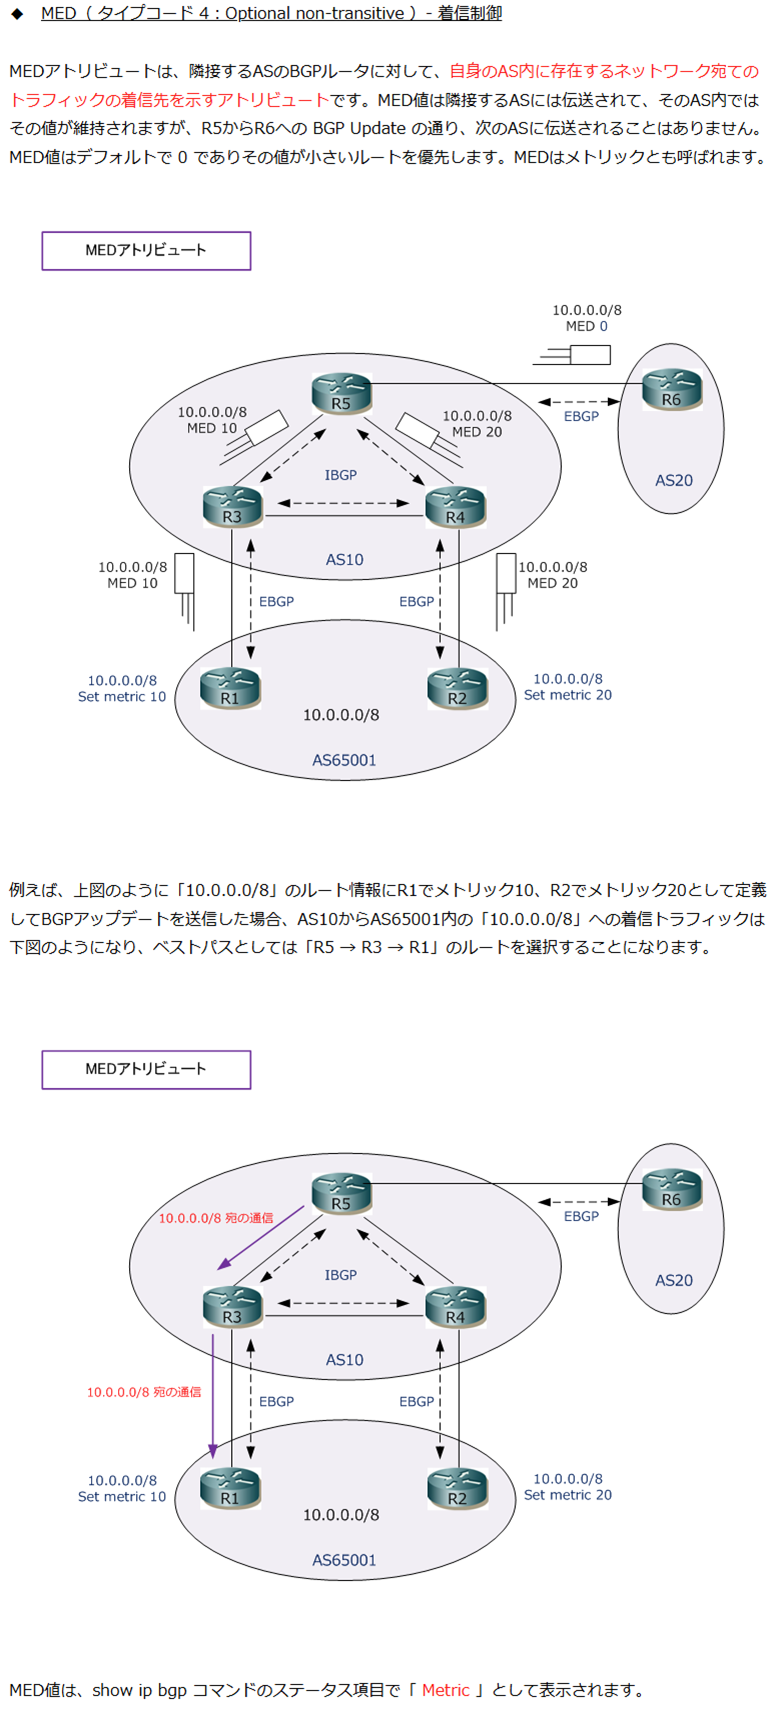 ◆ MED（ タイプコード 4 : Optional non-transitive ）- 着信制御
MEDアトリビュートは、隣接するASのBGPルータに対して、自身のAS内に存在するネットワーク宛ての
トラフィックの着信先を示すアトリビュートです。MED値は隣接するASには伝送されて、そのAS内では
その値が維持されますが、R5からR6への BGP Update の通り、次のASに伝送されることはありません。
MED値はデフォルトで 0 でありその値が小さいルートを優先します。MEDはメトリックとも呼ばれます。
MEDアトリビュート
10.0.0.0/8
MED 0
R5
R6
EBGP
10.0.0.0/8
MED 10
10.0.0.0/8
MED 20
IBGP
AS20
R3
R4
AS10
10.0.0.0/8
MED 10
10.0.0.0/8
MED 20
EBGP
EBGP
10.0.0.0/8
Set metric 10
R1
R2
10.0.0.0/8
Set metric 20
10.0.0.0/8
AS65001
例えば、上図のように「10.0.0.0/8」のルート情報にR1でメトリック10、R2でメトリック20として定義
してBGPアップデートを送信した場合、AS10からAS65001内の「10.0.0.0/8」への着信トラフィックは
下図のようになり、ベストパスとしては「R5 → R3 → R1」のルートを選択することになります。
MEDアトリビュート
R5
R6
10.0.0.0/8 宛の通信
EBGP
IBGP
AS20
R3
R4
AS10
10.0.0.0/8 宛の通信
EBGP
EBGP
10.0.0.0/8
Set metric 10
R1
R2
10.0.0.0/8
Set metric 20
10.0.0.0/8
AS65001
MED値は、show ip bgp コマンドのステータス項目で「 Metric 」として表示されます。